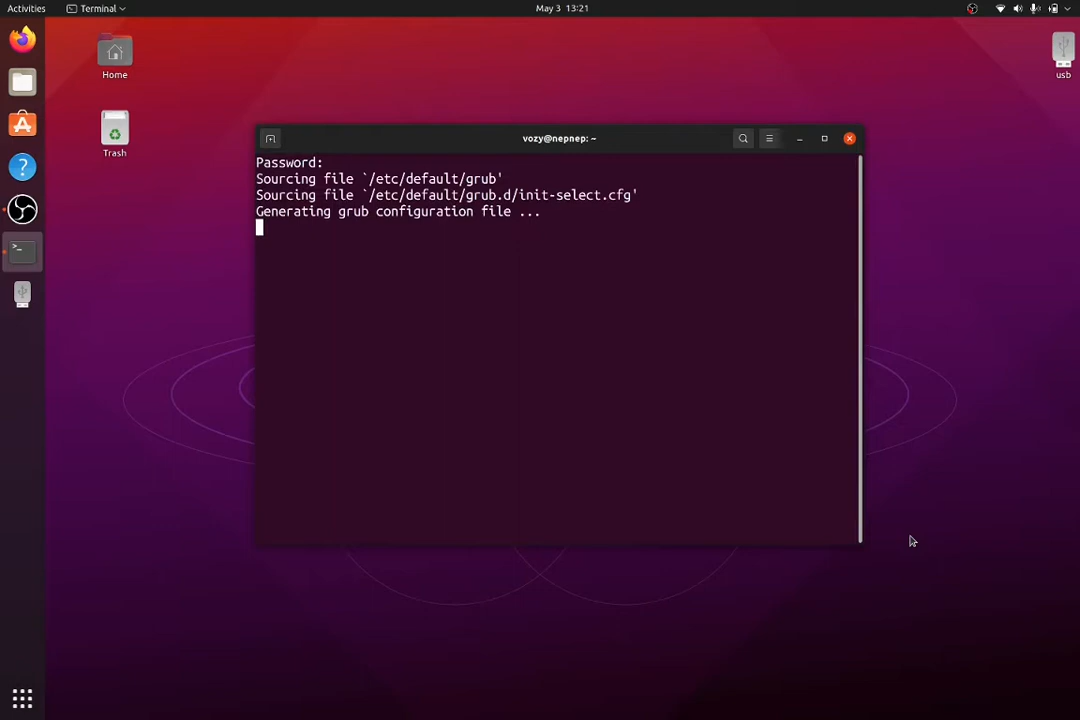 Activities
Terminal
May 3 13:21
Home
Trash
usb
vozy@nepnep: ~
Password:
Sourcing file `/etc/default/grub'
Sourcing file `/etc/default/grub.d/init-select.cfg'
Generating grub configuration file ...